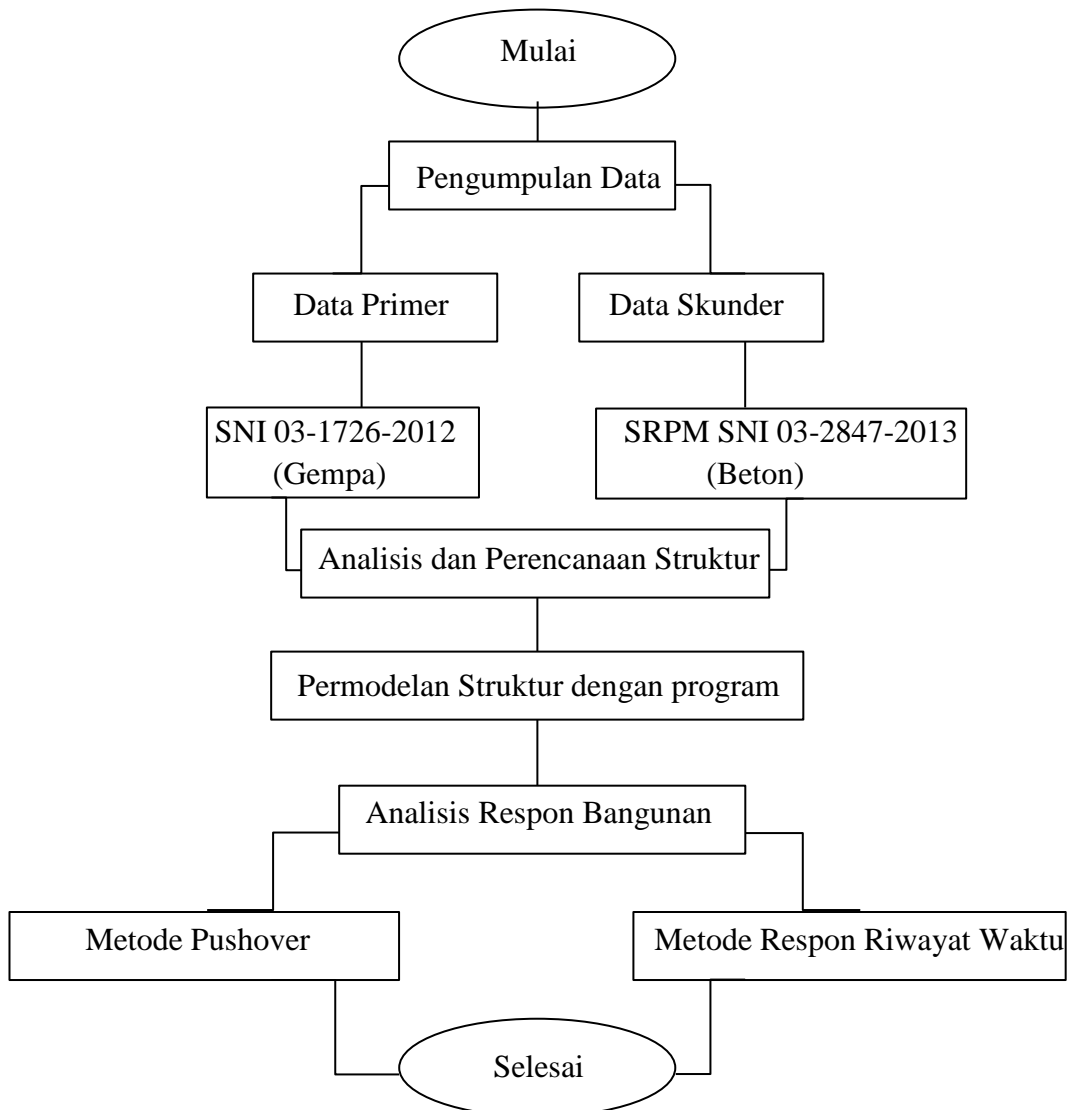 Mulai
Pengumpulan Data
Data Primer
Data Skunder
SNI 03-1726-2012
(Gempa)
SRPM SNI 03-2847-2013
(Beton)
Analisis dan Perencanaan Struktur
Permodelan Struktur dengan program
Analisis Respon Bangunan
Metode Pushover
Metode Respon Riwayat Waktu
Selesai